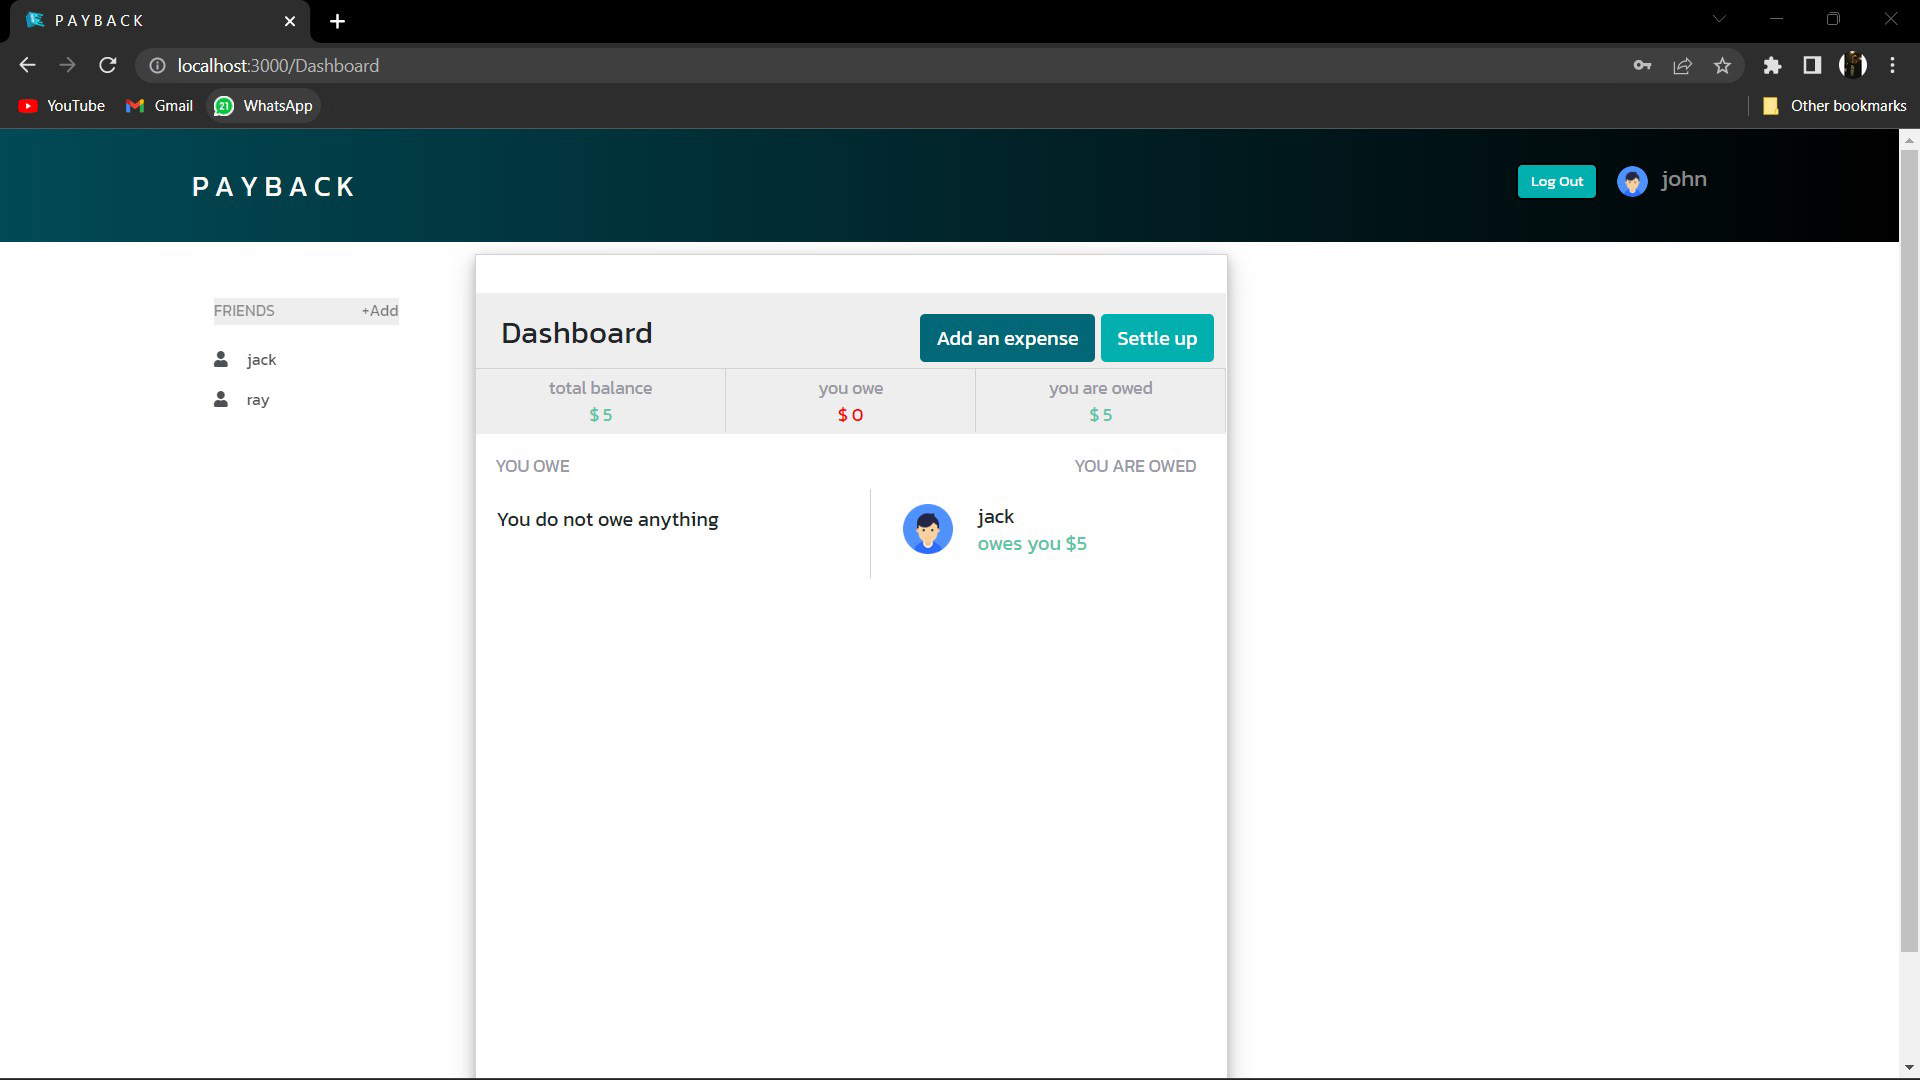 P A Y B A C K
localhost:3000/Dashboard
YouTube Gmail 21 WhatsApp Other bookmarks
PAYBACK Log Out john
FRIENDS +Add
jack
ray
Dashboard Add an expense Settle up
total balance you owe you are owed
$ 5 $ 0 $ 5
YOU OWE YOU ARE OWED
You do not owe anything
jack
owes you $5